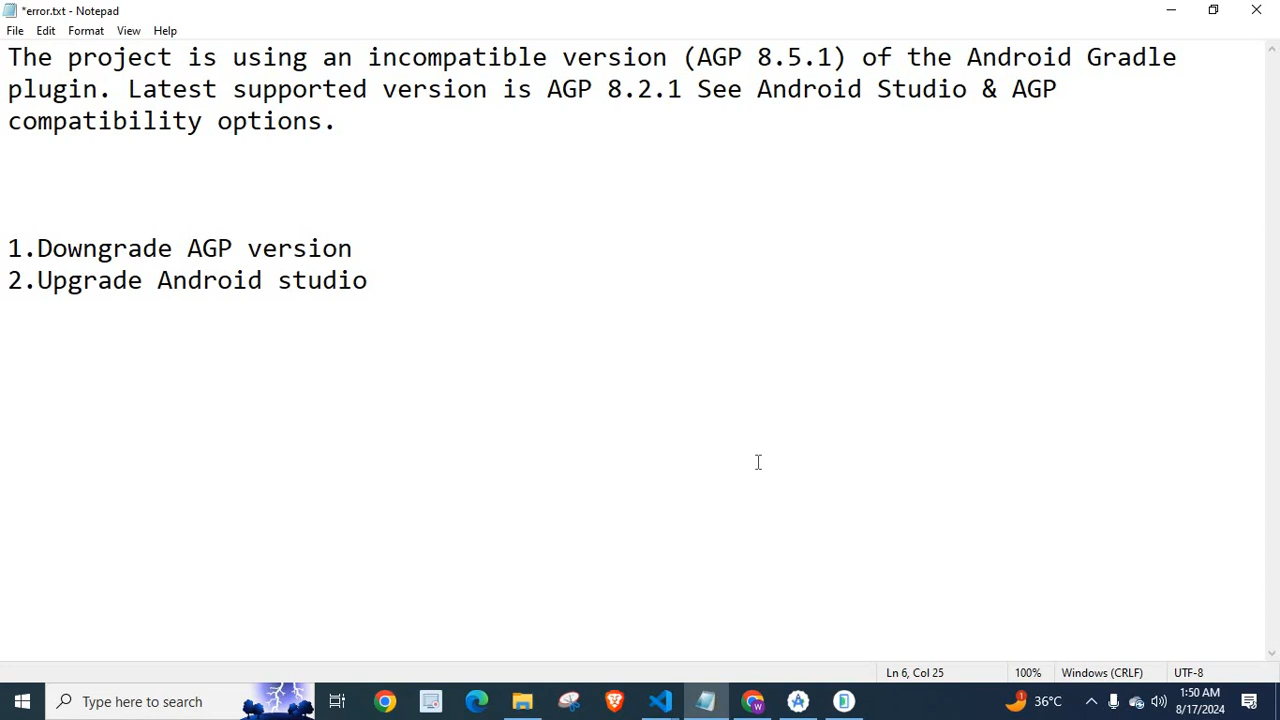 *error.txt - Notepad
File Edit Format View Help
The project is using an incompatible version (AGP 8.5.1) of the Android Gradle
plugin. Latest supported version is AGP 8.2.1 See Android Studio & AGP
compatibility options.
1.Downgrade AGP version
2.Upgrade Android studio
Ln 6, Col 25 100% Windows (CRLF) UTF-8
Type here to search 36°C 1:50 AM
8/17/2024